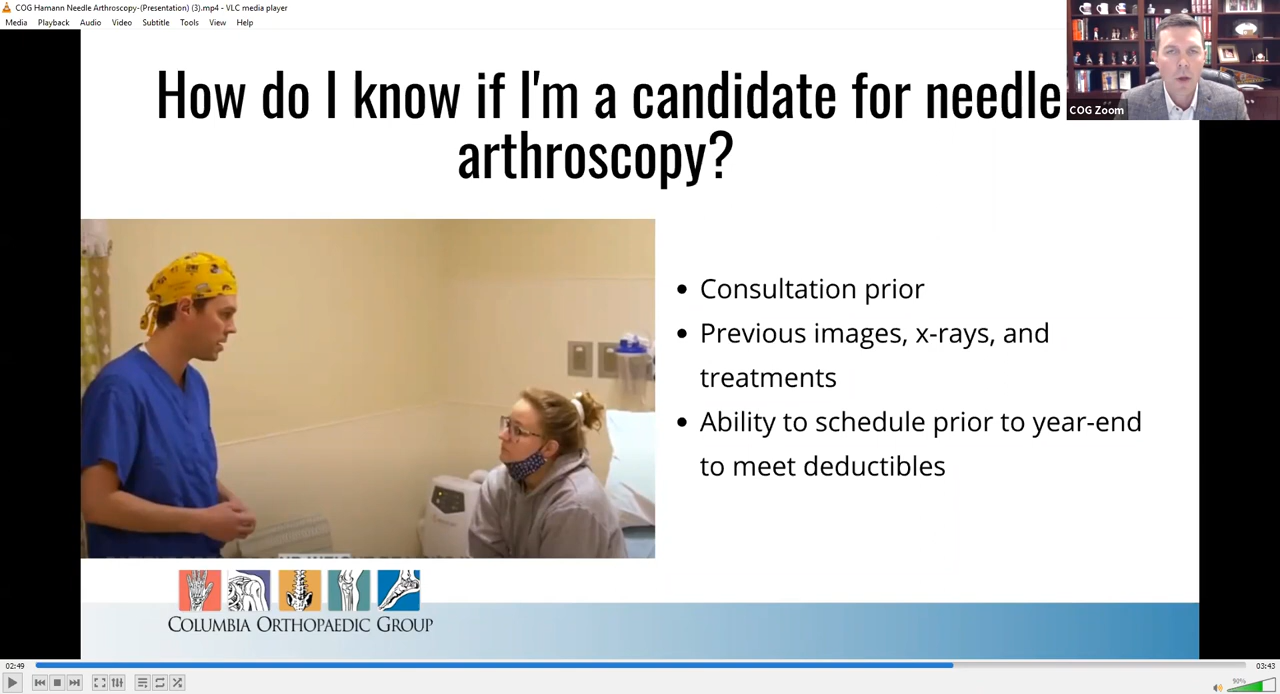 COG Hamann Needle Arthroscopy-(Presentation) (3).mp4 - VLC media player
Media Playback Audio Video Subtitle Tools View Help
How do I know if I'm a candidate for needle
arthroscopy?
COG Zoom
• Consultation prior
• Previous images, x-rays, and
treatments
• Ability to schedule prior to year-end
to meet deductibles
COLUMBIA ORTHOPAEDIC GROUP
02:49
03:43
90%